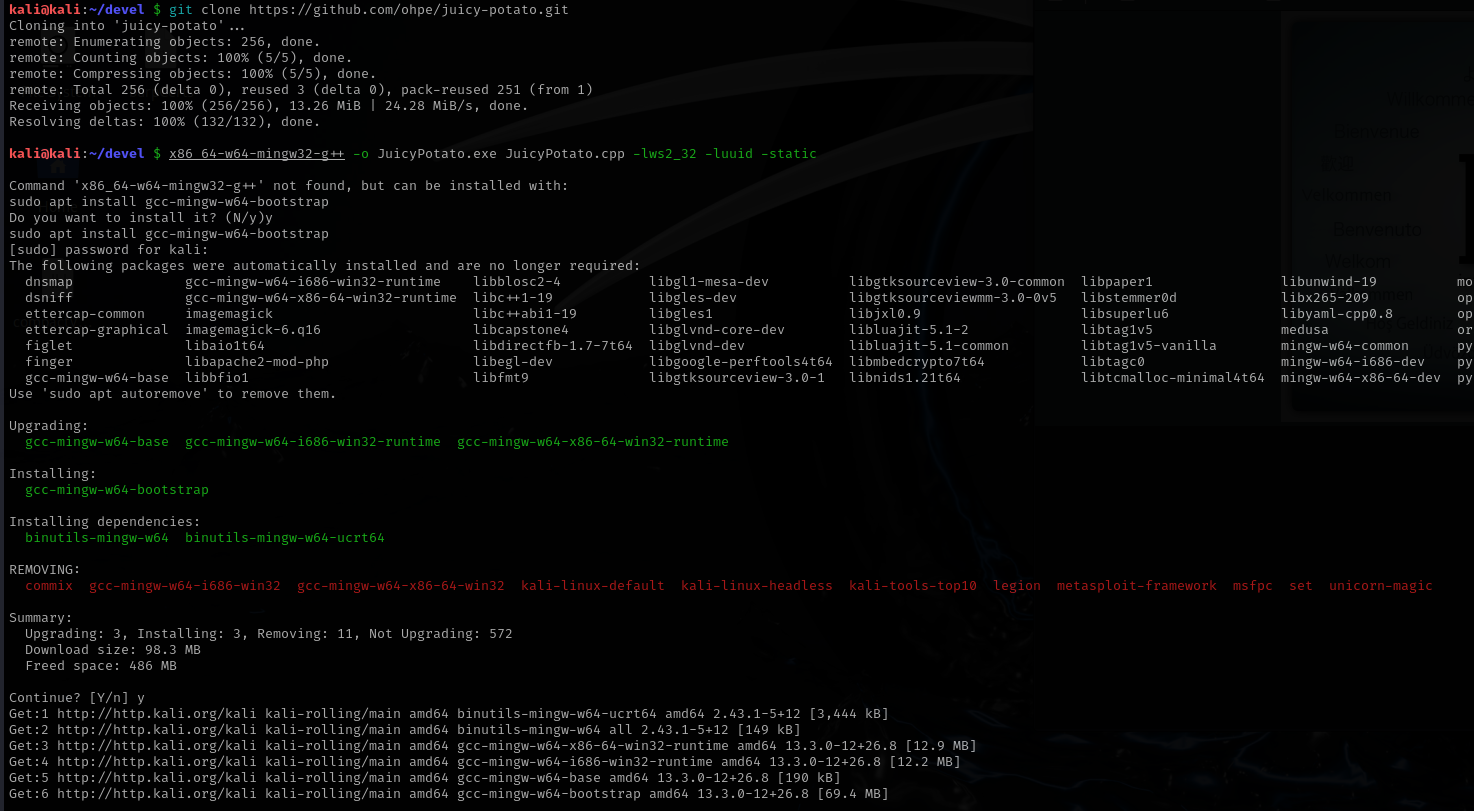 kali@kali:~/devel $ git clone https://github.com/ohpe/juicy-potato.git
Cloning into 'juicy-potato'...
remote: Enumerating objects: 256, done.
remote: Counting objects: 100% (5/5), done.
remote: Compressing objects: 100% (5/5), done.
remote: Total 256 (delta 0), reused 3 (delta 0), pack-reused 251 (from 1)
Receiving objects: 100% (256/256), 13.26 MiB | 24.28 MiB/s, done.
Resolving deltas: 100% (132/132), done.
kali@kali:~/devel $ x86_64-w64-mingw32-g++ -o JuicyPotato.exe JuicyPotato.cpp -lws2_32 -luuid -static
Command 'x86_64-w64-mingw32-g++' not found, but can be installed with:
sudo apt install gcc-mingw-w64-bootstrap
Do you want to install it? (N/y)y
sudo apt install gcc-mingw-w64-bootstrap
[sudo] password for kali:
The following packages were automatically installed and are no longer required:
dnsmap gcc-mingw-w64-i686-win32-runtime libblosc2-4 libgl1-mesa-dev libgtksourceview-3.0-common libpaper1 libunwind-19 mo
dsniff gcc-mingw-w64-x86-64-win32-runtime libc++1-19 libgles-dev libgtksourceviewmm-3.0-0v5 libstemmer0d libx265-209 op
ettercap-common imagemagick libc++abi1-19 libgles1 libjxl0.9 libsuperlu6 libyaml-cpp0.8 op
ettercap-graphical imagemagick-6.q16 libcapstone4 libglvnd-core-dev libluajit-5.1-2 libtag1v5 medusa or
figlet libaio1t64 libdirectfb-1.7-7t64 libglvnd-dev libluajit-5.1-common libtag1v5-vanilla mingw-w64-common py
finger libapache2-mod-php libegl-dev libgoogle-perftools4t64 libmbedcrypto7t64 libtagc0 mingw-w64-i686-dev py
gcc-mingw-w64-base libbfio1 libfmt9 libgtksourceview-3.0-1 libnids1.21t64 libtcmalloc-minimal4t64 mingw-w64-x86-64-dev py
Use 'sudo apt autoremove' to remove them.
Upgrading:
gcc-mingw-w64-base gcc-mingw-w64-i686-win32-runtime gcc-mingw-w64-x86-64-win32-runtime
Installing:
gcc-mingw-w64-bootstrap
Installing dependencies:
binutils-mingw-w64 binutils-mingw-w64-ucrt64
REMOVING:
commix gcc-mingw-w64-i686-win32 gcc-mingw-w64-x86-64-win32 kali-linux-default kali-linux-headless kali-tools-top10 legion metasploit-framework msfpc set unicorn-magic
Summary:
Upgrading: 3, Installing: 3, Removing: 11, Not Upgrading: 572
Download size: 98.3 MB
Freed space: 486 MB
Continue? [Y/n] y
Get:1 http://http.kali.org/kali kali-rolling/main amd64 binutils-mingw-w64-ucrt64 amd64 2.43.1-5+12 [3,444 kB]
Get:2 http://http.kali.org/kali kali-rolling/main amd64 binutils-mingw-w64 all 2.43.1-5+12 [149 kB]
Get:3 http://http.kali.org/kali kali-rolling/main amd64 gcc-mingw-w64-x86-64-win32-runtime amd64 13.3.0-12+26.8 [12.9 MB]
Get:4 http://http.kali.org/kali kali-rolling/main amd64 gcc-mingw-w64-i686-win32-runtime amd64 13.3.0-12+26.8 [12.2 MB]
Get:5 http://http.kali.org/kali kali-rolling/main amd64 gcc-mingw-w64-base amd64 13.3.0-12+26.8 [190 kB]
Get:6 http://http.kali.org/kali kali-rolling/main amd64 gcc-mingw-w64-bootstrap amd64 13.3.0-12+26.8 [69.4 MB]
Bienvenue
Benvenuto